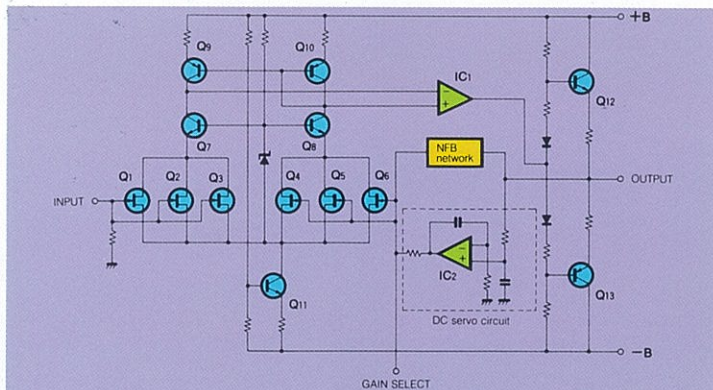 +B
Q9
Q10
IC1
Q12
Q7
Q8
NFB
network
Q1
Q2
Q3
Q4
Q5
Q6
INPUT
OUTPUT
IC2
Q11
Q13
DC servo circuit
-B
GAIN SELECT